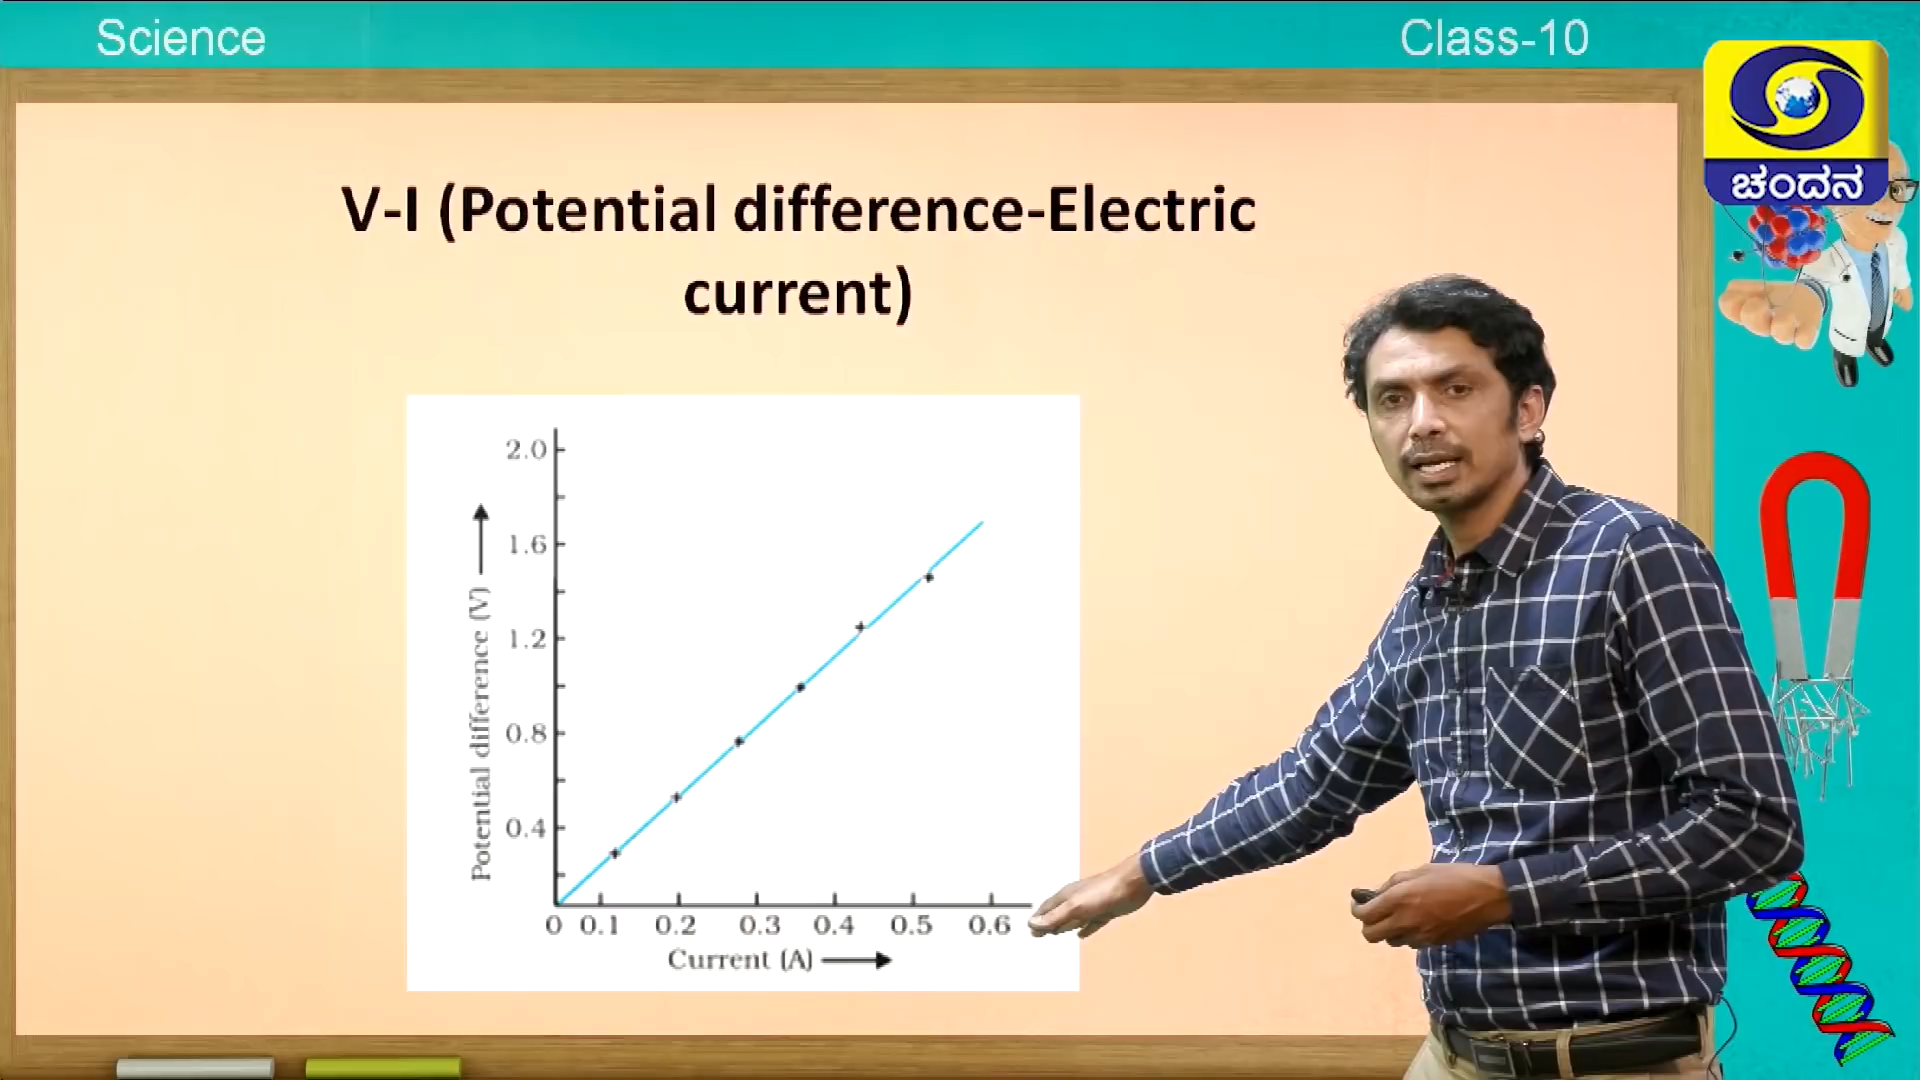 Science
Class-10
ಚಂದನ
V-I (Potential difference-Electric
current)
2.0
1.6
1.2
0.8
0.4
Potential difference (V)
0 0.1 0.2 0.3 0.4 0.5 0.6
Current (A)